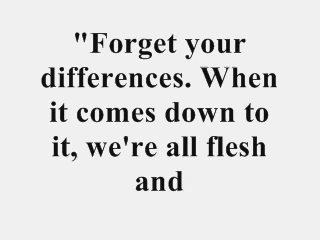 "Forget your
differences. When
it comes down to
it, we're all flesh
and